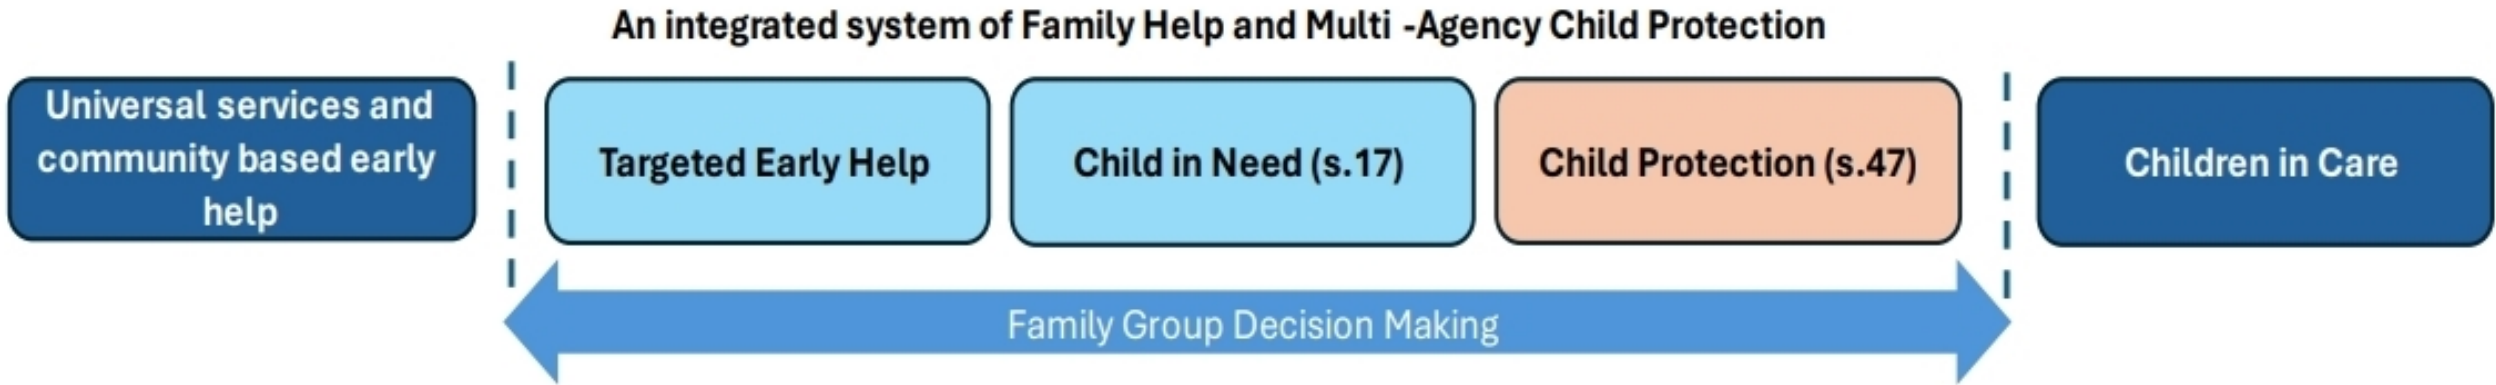 An integrated system of Family Help and Multi -Agency Child Protection
Universal services and
community based early
help
Targeted Early Help
Child in Need (s.17)
Child Protection (s.47)
Children in Care
Family Group Decision Making